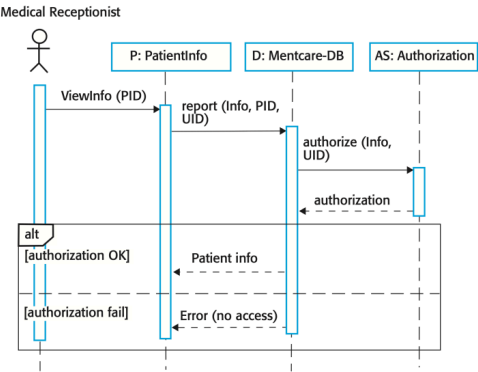 Medical Receptionist
P: PatientInfo
D: Mentcare-DB
AS: Authorization
ViewInfo (PID)
report (Info, PID,
UID)
authorize (Info,
UID)
authorization
alt
[authorization OK]
Patient info
[authorization fail]
Error (no access)